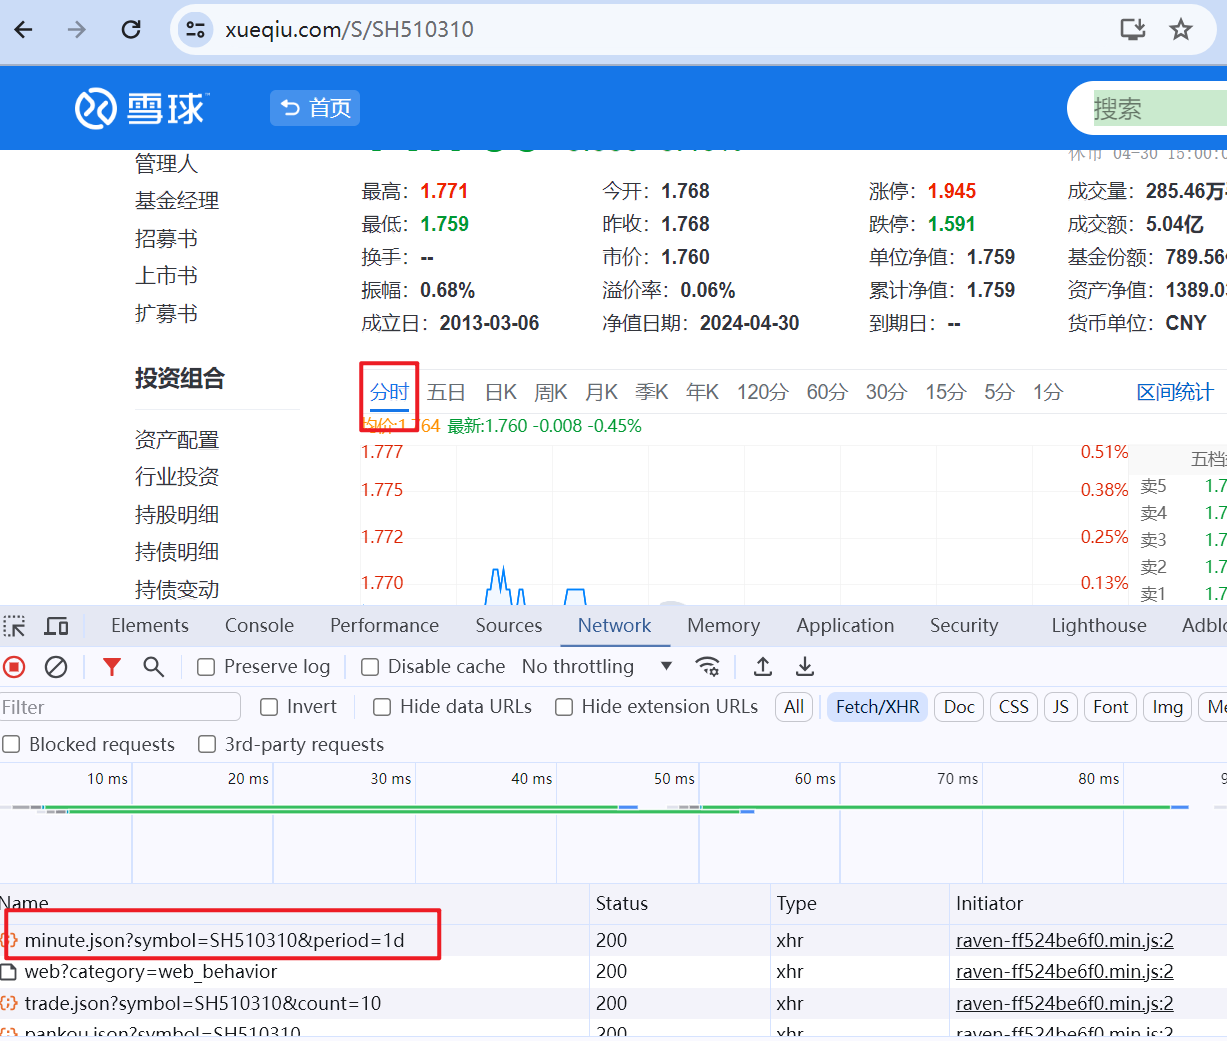 xueqiu.com/S/SH510310
雪球 首页 搜索
休市 04-30 15:00:0
管理人
基金经理
招募书
上市书
扩募书
投资组合
资产配置
行业投资
持股明细
持债明细
持债变动
最高: 1.771 今开: 1.768 涨停: 1.945 成交量: 285.46万
最低: 1.759 昨收: 1.768 跌停: 1.591 成交额: 5.04亿
换手: -- 市价: 1.760 单位净值: 1.759 基金份额: 789.56
振幅: 0.68% 溢价率: 0.06% 累计净值: 1.759 资产净值: 1389.0
成立日: 2013-03-06 净值日期: 2024-04-30 到期日: -- 货币单位: CNY
分时 五日 日K 周K 月K 季K 年K 120分 60分 30分 15分 5分 1分 区间统计
均价:1.764 最新:1.760 -0.008 -0.45%
1.777 0.51% 五档
1.775 0.38% 卖5 1.7
卖4 1.7
1.772 0.25% 卖3 1.7
卖2 1.7
1.770 0.13% 卖1 1.7
Elements Console Performance Sources Network Memory Application Security Lighthouse
Preserve log Disable cache No throttling
Filter Invert Hide data URLs Hide extension URLs All Fetch/XHR Doc CSS JS Font Img
Blocked requests 3rd-party requests
10 ms 20 ms 30 ms 40 ms 50 ms 60 ms 70 ms 80 ms
Name Status Type Initiator
minute.json?symbol=SH510310&period=1d 200 xhr raven-ff524be6f0.min.js:2
web?category=web_behavior 200 xhr raven-ff524be6f0.min.js:2
trade.json?symbol=SH510310&count=10 200 xhr raven-ff524be6f0.min.js:2
pankou.json?symbol=SH510310 200 xhr raven-ff524be6f0.min.js:2